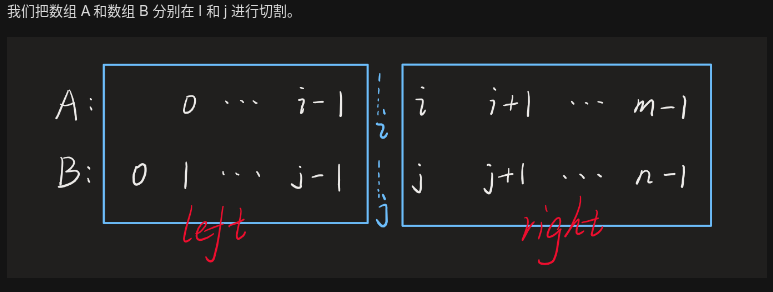 我们把数组 A 和数组 B 分别在 I 和 j 进行切割。
A: 0 ··· i-1 i i i+1 ··· m-1
B: 0 1 ··· j-1 j j j+1 ··· n-1
left right